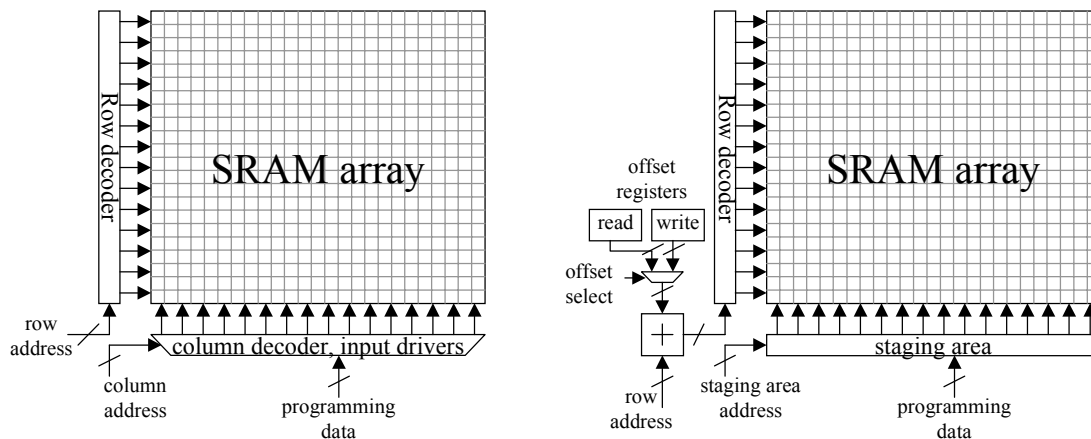 Row decoder
SRAM array
row
address
column decoder, input drivers
column
address
programming
data
offset
registers
read
write
offset
select
+
row
address
Row decoder
SRAM array
staging area
staging area
address
programming
data